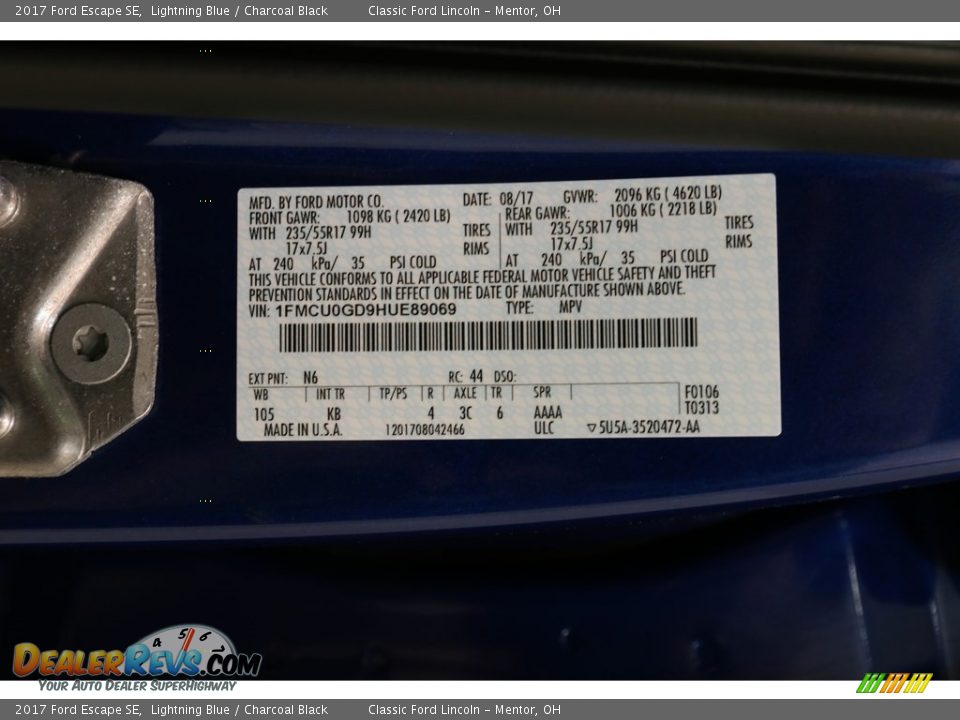 2017 Ford Escape SE, Lightning Blue / Charcoal Black Classic Ford Lincoln - Mentor, OH
MFD. BY FORD MOTOR CO. DATE: 08/17 GVWR: 2096 KG ( 4620 LB)
FRONT GAWR: 1098 KG ( 2420 LB) REAR GAWR: 1006 KG ( 2218 LB)
WITH 235/55R17 99H TIRES WITH 235/55R17 99H TIRES
17x7.5J RIMS 17x7.5J RIMS
AT 240 kPa/ 35 PSI COLD AT 240 kPa/ 35 PSI COLD
THIS VEHICLE CONFORMS TO ALL APPLICABLE FEDERAL MOTOR VEHICLE SAFETY AND THEFT
PREVENTION STANDARDS IN EFFECT ON THE DATE OF MANUFACTURE SHOWN ABOVE.
VIN: 1FMCU0GD9HUE89069 TYPE: MPV
EXT PNT: N6 RC: 44 DSO:
WB INT TR TP/PS R AXLE TR SPR F0106
105 KB 4 3C 6 AAAA T0313
MADE IN U.S.A. 1201708042466 ULC ▽5U5A-3520472-AA
4 5 6
DEALERREVS.COM
YOUR AUTO DEALER SUPERHIGHWAY
2017 Ford Escape SE, Lightning Blue / Charcoal Black Classic Ford Lincoln - Mentor, OH